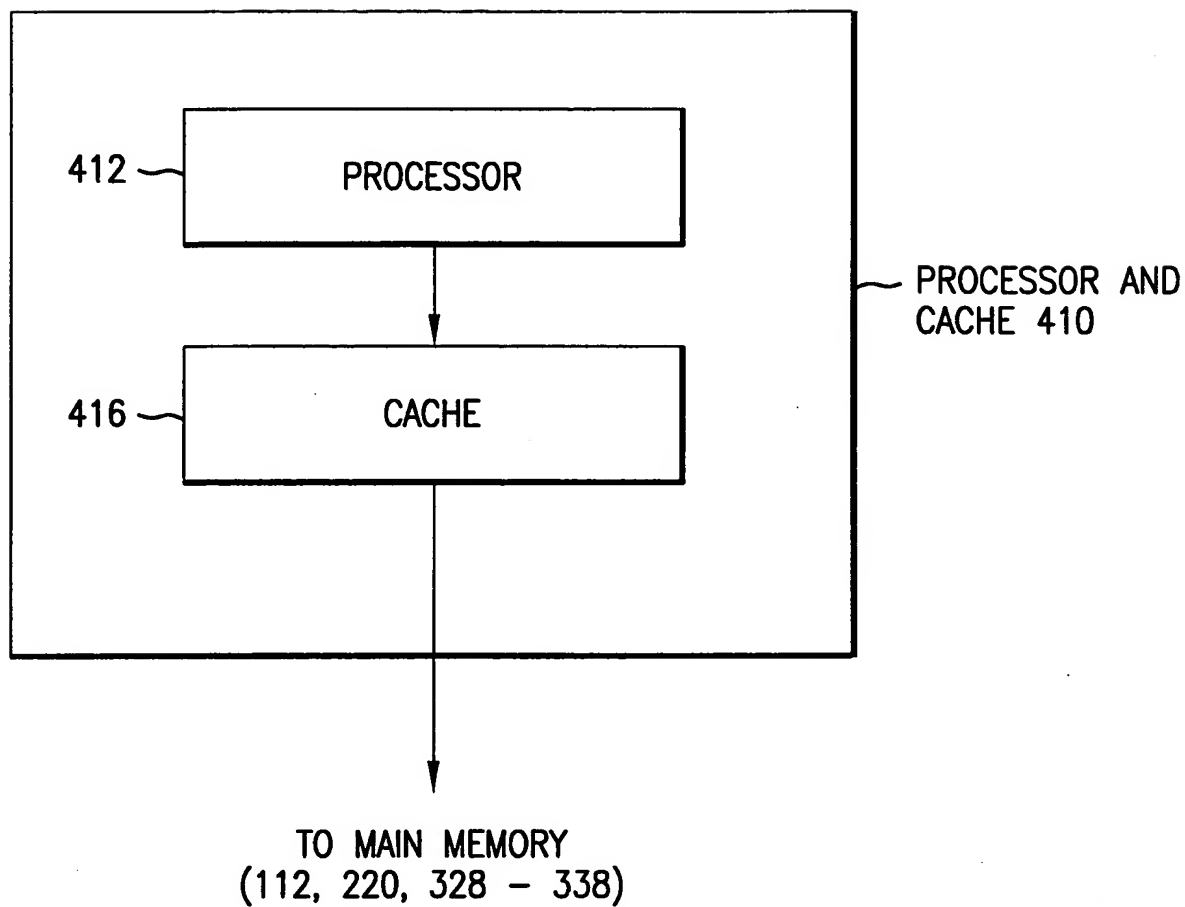 412
PROCESSOR
PROCESSOR AND
CACHE 410
416
CACHE
TO MAIN MEMORY
(112, 220, 328 - 338)